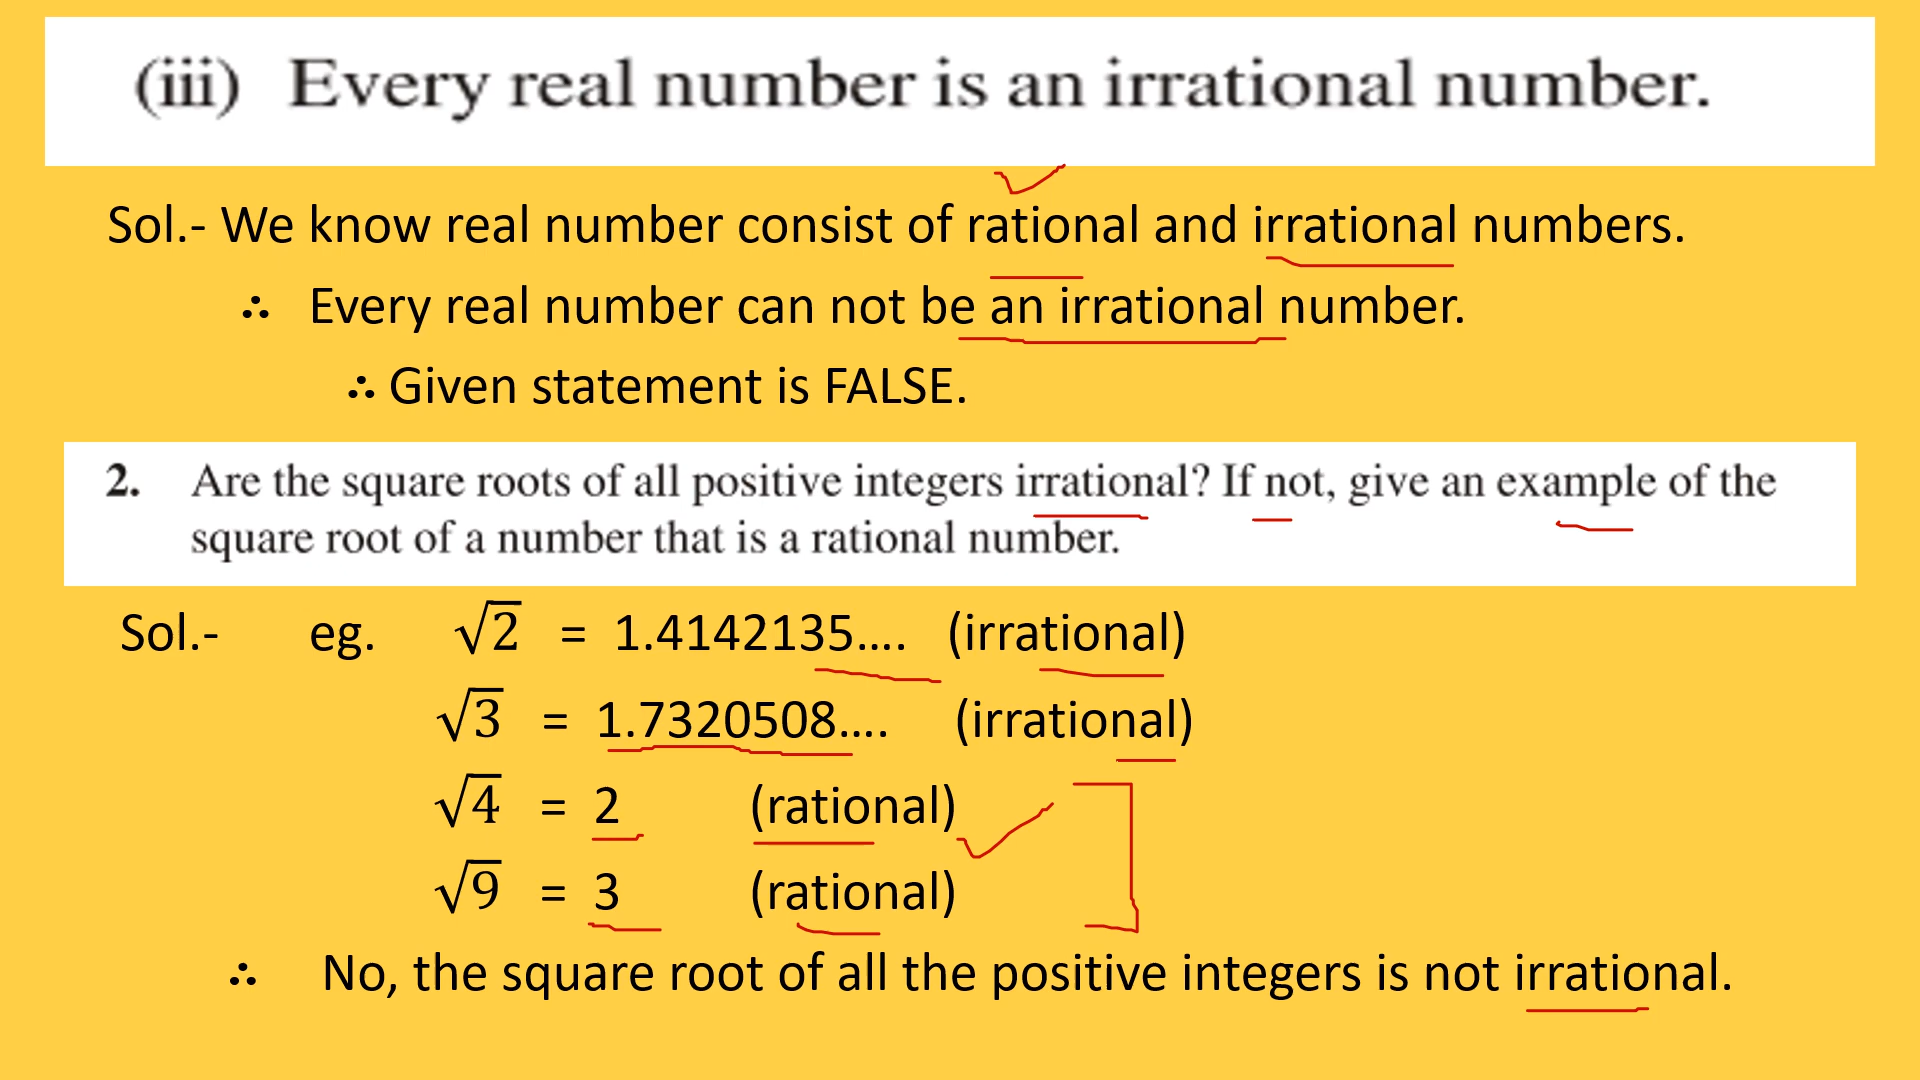 (iii) Every real number is an irrational number.
Sol.- We know real number consist of rational and irrational numbers.
∴ Every real number can not be an irrational number.
∴ Given statement is FALSE.
2. Are the square roots of all positive integers irrational? If not, give an example of the
square root of a number that is a rational number.
Sol.- eg. √2 = 1.4142135.... (irrational)
√3 = 1.7320508.... (irrational)
√4 = 2 (rational)
√9 = 3 (rational)
∴ No, the square root of all the positive integers is not irrational.